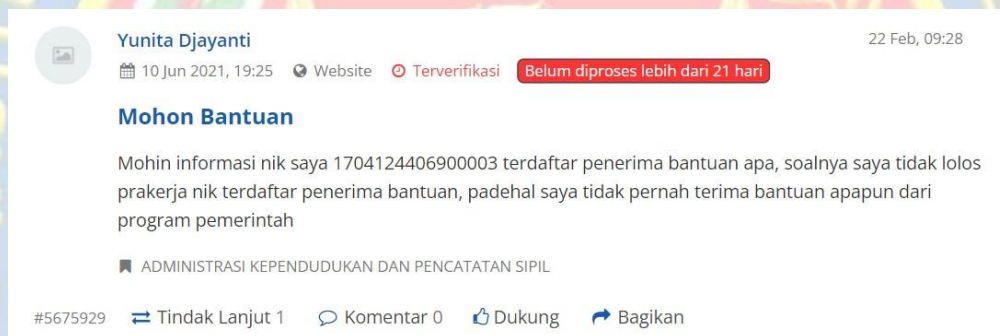 Yunita Djayanti 22 Feb, 09:28
10 Jun 2021, 19:25 Website Terverifikasi Belum diproses lebih dari 21 hari
Mohon Bantuan
Mohin informasi nik saya 1704124406900003 terdaftar penerima bantuan apa, soalnya saya tidak lolos
prakerja nik terdaftar penerima bantuan, padehal saya tidak pernah terima bantuan apapun dari
program pemerintah
ADMINISTRASI KEPENDUDUKAN DAN PENCATATAN SIPIL
#5675929 Tindak Lanjut 1 Komentar 0 Dukung Bagikan